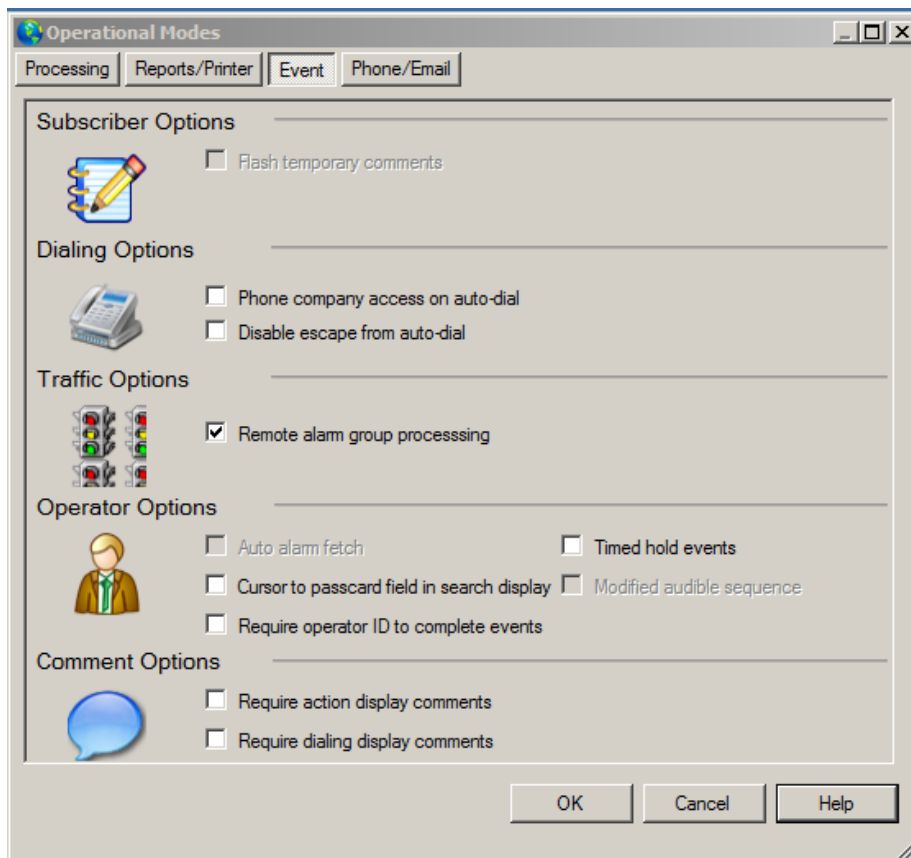 Operational Modes
Processing Reports/Printer Event Phone/Email
Subscriber Options
Flash temporary comments
Dialing Options
Phone company access on auto-dial
Disable escape from auto-dial
Traffic Options
Remote alarm group processsing
Operator Options
Auto alarm fetch Timed hold events
Cursor to passcard field in search display Modified audible sequence
Require operator ID to complete events
Comment Options
Require action display comments
Require dialing display comments
OK Cancel Help